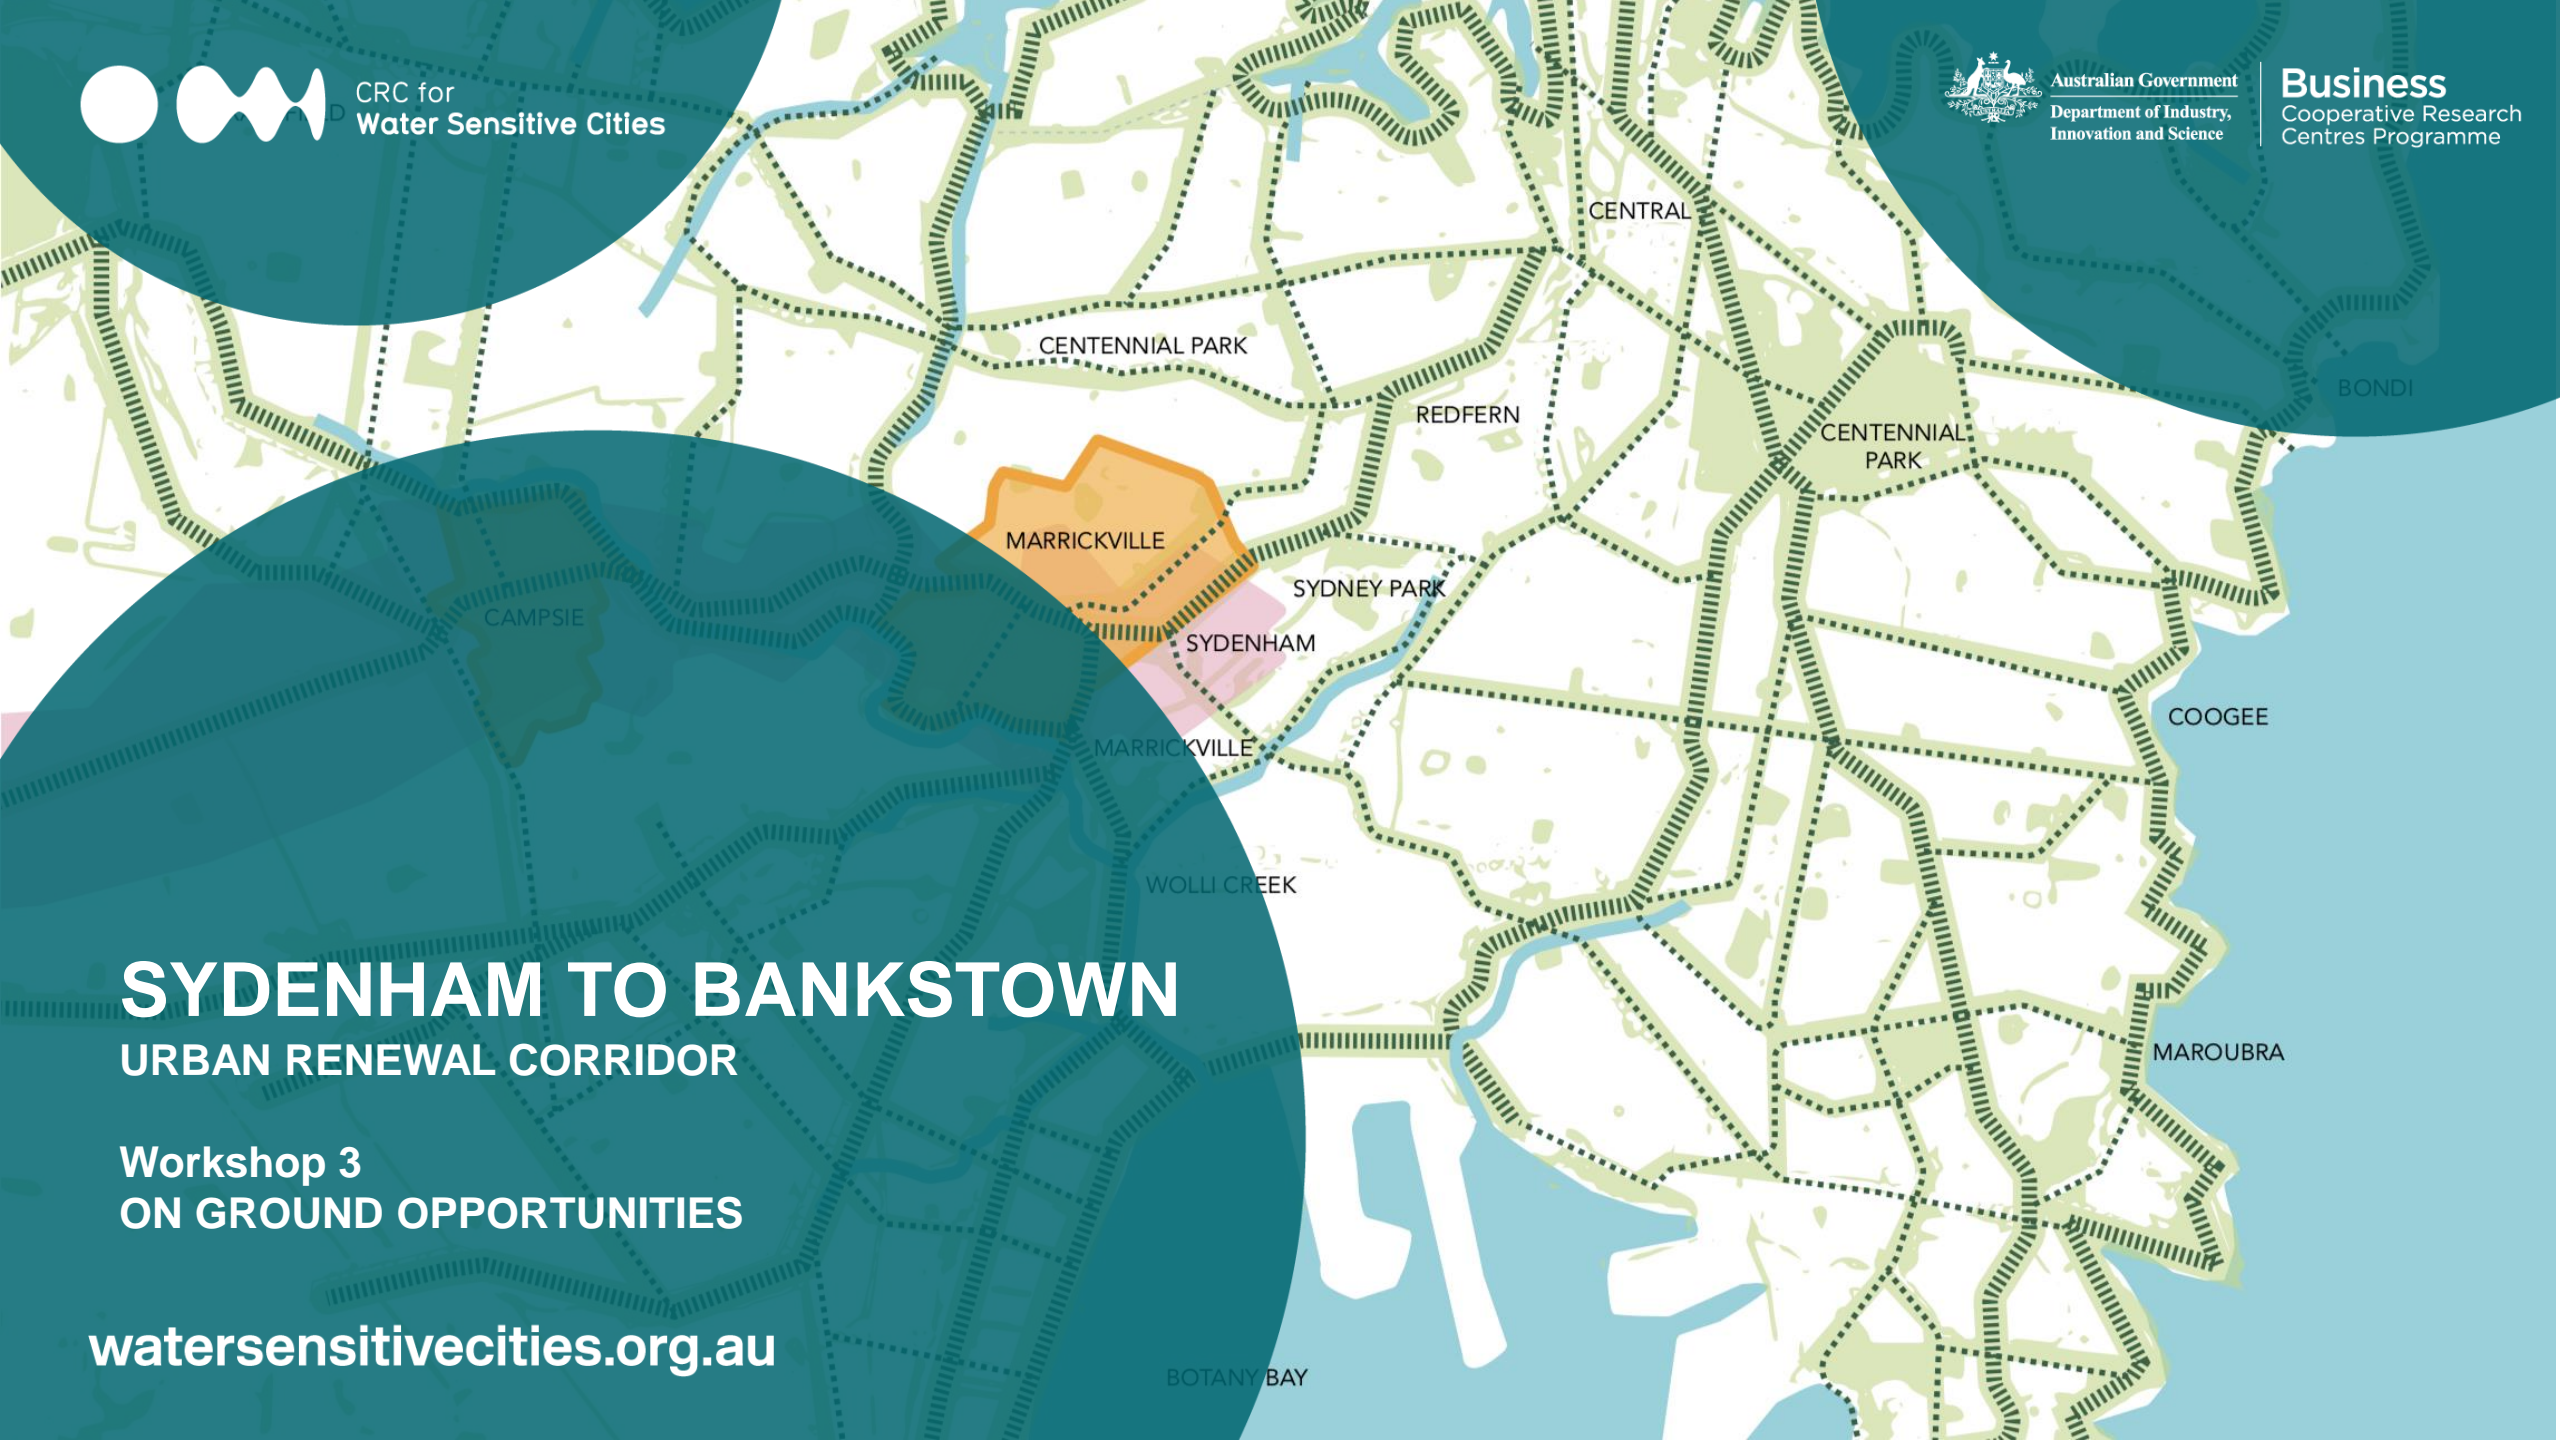 CRC for
Water Sensitive Cities
Australian Government
Department of Industry,
Innovation and Science
Business
Cooperative Research
Centres Programme
CENTRAL
CENTENNIAL PARK
BONDI
REDFERN
CENTENNIAL
PARK
MARRICKVILLE
SYDNEY PARK
CAMPSIE
SYDENHAM
COOGEE
MARRICKVILLE
WOLLI CREEK
SYDENHAM TO BANKSTOWN
URBAN RENEWAL CORRIDOR
MAROUBRA
Workshop 3
ON GROUND OPPORTUNITIES
watersensitivecities.org.au
BOTANY BAY